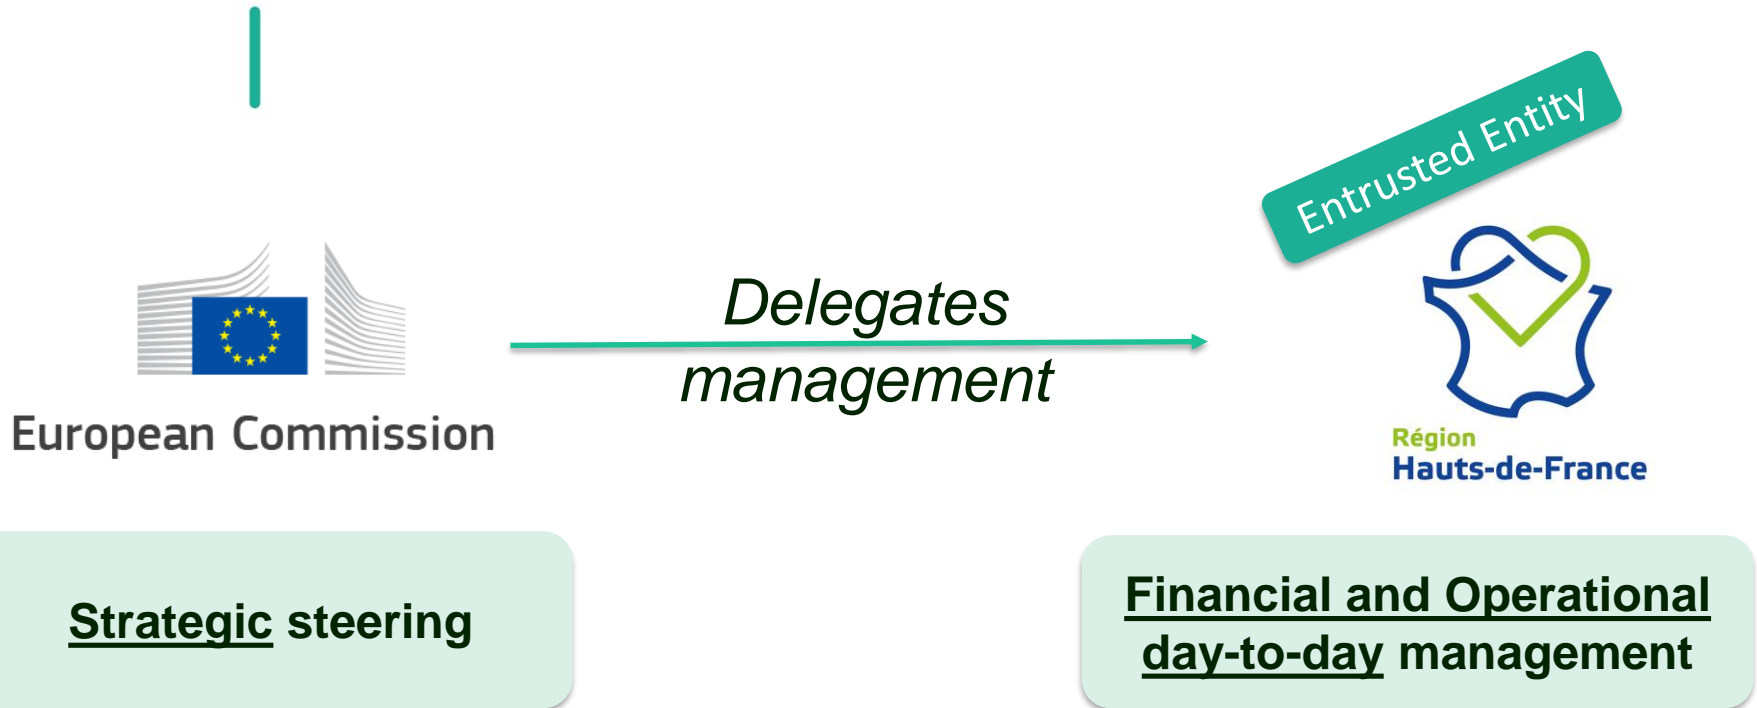 Entrusted Entity
Delegates
management
European Commission
Région
Hauts-de-France
Strategic steering
Financial and Operational
day-to-day management